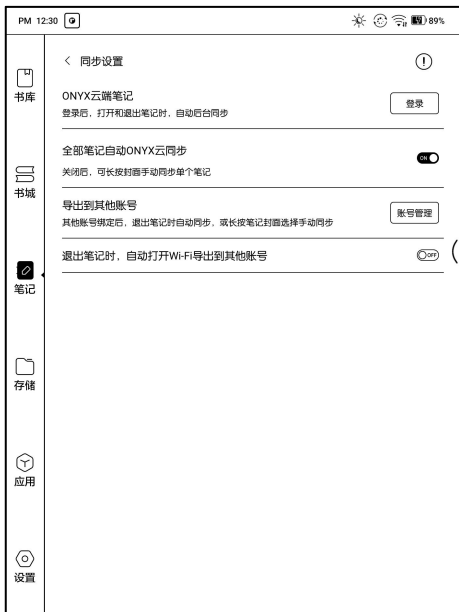 PM 12:30
89%
同步设置
ONYX云端笔记
登录后，打开和退出笔记时，自动后台同步
登录
全部笔记自动ONYX云同步
关闭后，可长按封面手动同步单个笔记
ON
导出到其他账号
其他账号绑定后，退出笔记时自动同步，或长按笔记封面选择手动同步
账号管理
退出笔记时，自动打开Wi-Fi导出到其他账号
OFF
书库
书城
笔记
存储
应用
设置